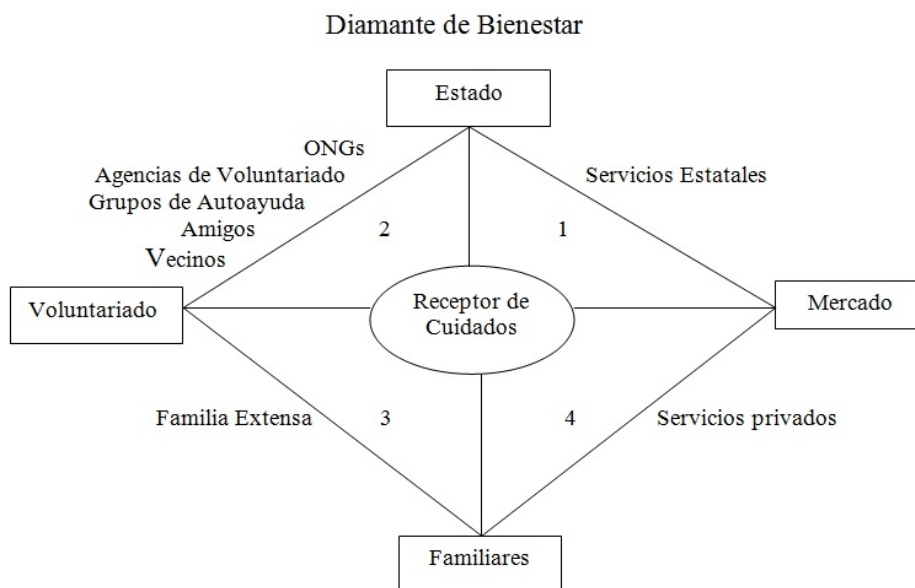 Diamante de Bienestar
Estado
ONGs
Agencias de Voluntariado
Grupos de Autoayuda
Amigos
Vecinos
Servicios Estatales
2
1
Voluntariado
Receptor de
Cuidados
Mercado
Familia Extensa
3
4
Servicios privados
Familiares